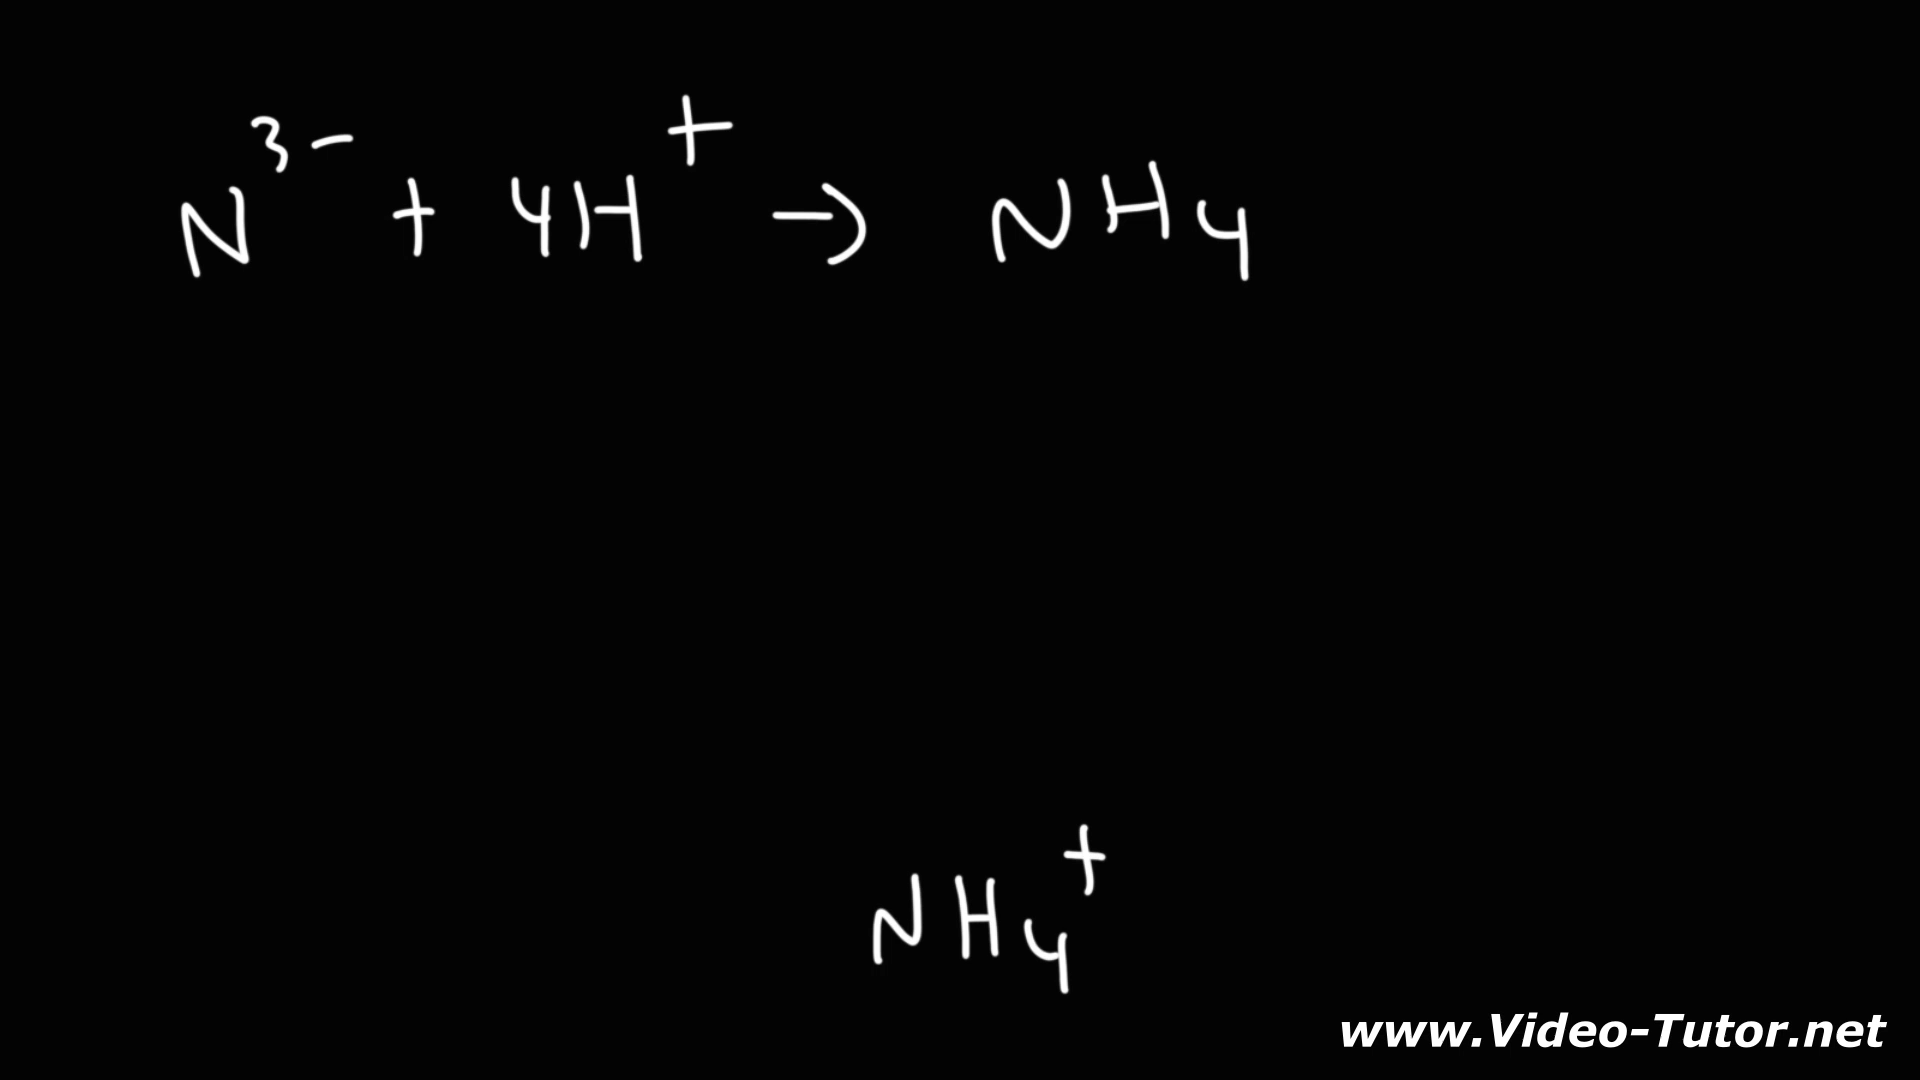 N³⁻ + 4H⁺ → NH₄
NH₄⁺
www.Video-Tutor.net